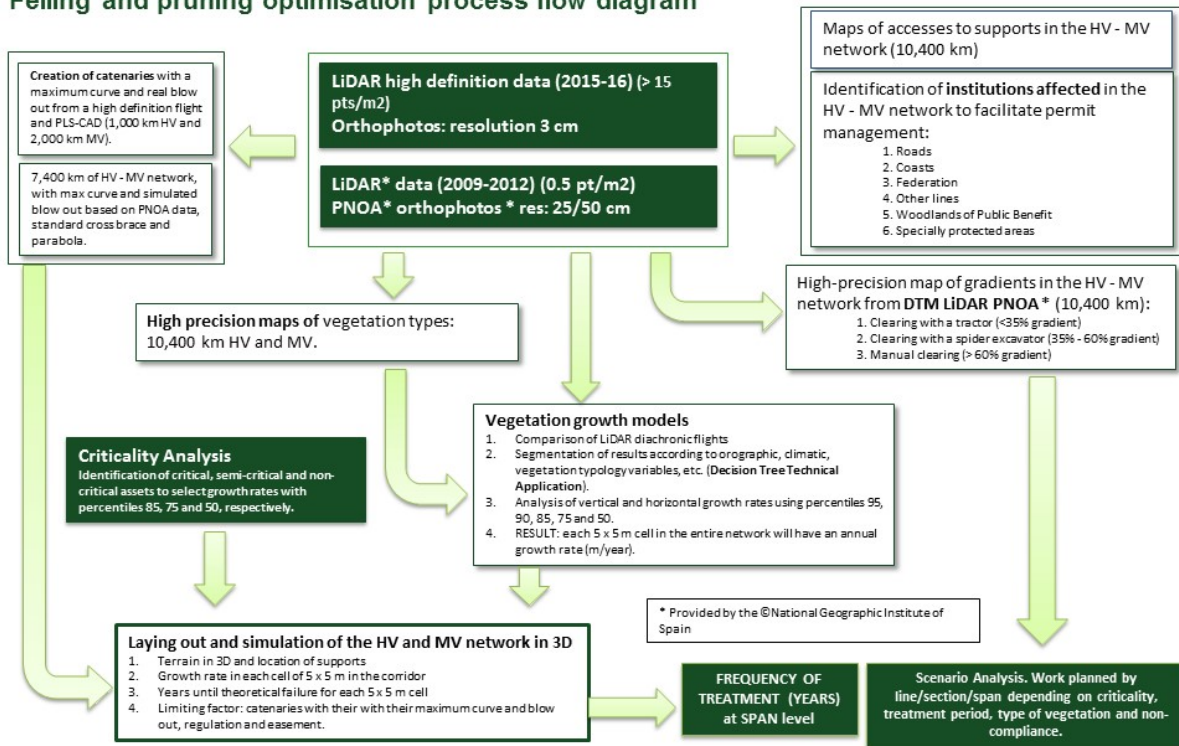 Felling and pruning optimisation process flow diagram
Creation of catenaries with a
maximum curve and real blow
out from a high definition flight
and PLS-CAD (1,000 km HV and
2,000 km MV).
7,400 km of HV - MV network,
with max curve and simulated
blow out based on PNOA data,
standard cross brace and
parabola.
LiDAR high definition data (2015-16) (> 15
pts/m2)
Orthophotos: resolution 3 cm
LiDAR* data (2009-2012) (0.5 pt/m2)
PNOA* orthophotos * res: 25/50 cm
Maps of accesses to supports in the HV - MV
network (10,400 km)
Identification of institutions affected in the
HV - MV network to facilitate permit
management:
1. Roads
2. Coasts
3. Federation
4. Other lines
5. Woodlands of Public Benefit
6. Specially protected areas
High-precision map of gradients in the HV - MV
network from DTM LiDAR PNOA * (10,400 km):
1. Clearing with a tractor (<35% gradient)
2. Clearing with a spider excavator (35% - 60% gradient)
3. Manual clearing (> 60% gradient)
High precision maps of vegetation types:
10,400 km HV and MV.
Criticality Analysis
Identification of critical, semi-critical and non-
critical assets to select growth rates with
percentiles 85, 75 and 50, respectively.
Vegetation growth models
1. Comparison of LiDAR diachronic flights
2. Segmentation of results according to orographic, climatic,
vegetation typology variables, etc. (Decision Tree Technical
Application).
3. Analysis of vertical and horizontal growth rates using percentiles 95,
90, 85, 75 and 50.
4. RESULT: each 5 x 5 m cell in the entire network will have an annual
growth rate (m/year).
* Provided by the ©National Geographic Institute of
Spain
Laying out and simulation of the HV and MV network in 3D
1. Terrain in 3D and location of supports
2. Growth rate in each cell of 5 x 5 m in the corridor
3. Years until theoretical failure for each 5 x 5 m cell
4. Limiting factor: catenaries with their with their maximum curve and blow
out, regulation and easement.
FREQUENCY OF
TREATMENT (YEARS)
at SPAN level
Scenario Analysis. Work planned by
line/section/span depending on criticality,
treatment period, type of vegetation and non-
compliance.